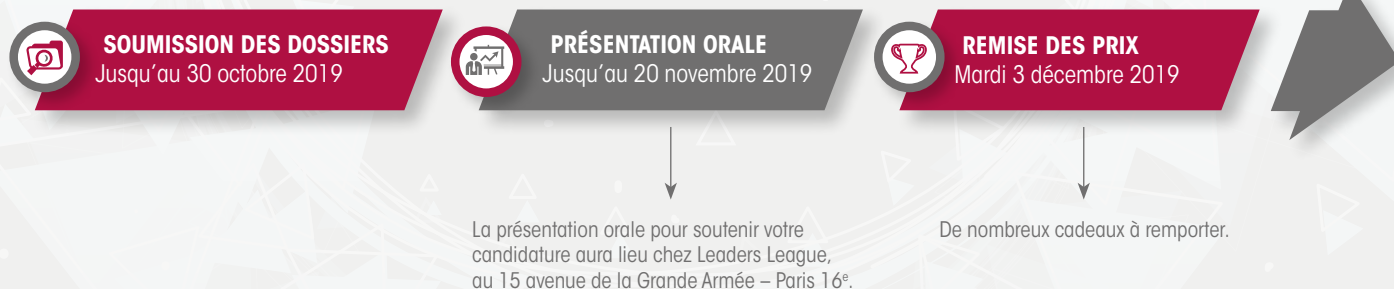 SOUMISSION DES DOSSIERS
Jusqu’au 30 octobre 2019
PRÉSENTATION ORALE
Jusqu’au 20 novembre 2019
REMISE DES PRIX
Mardi 3 décembre 2019
La présentation orale pour soutenir votre
candidature aura lieu chez Leaders League,
au 15 avenue de la Grande Armée – Paris 16e.
De nombreux cadeaux à remporter.